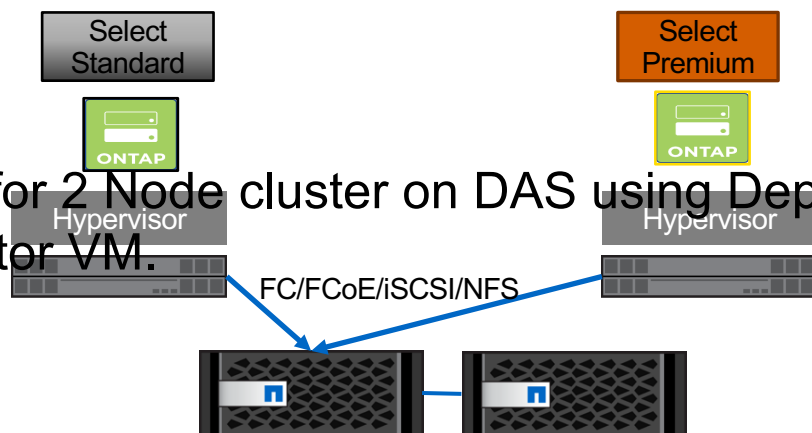 Select
Standard
Select
Premium
ONTAP
ONTAP
for 2 Node cluster on DAS using Dep
Hypervisor
Hypervisor
tor VM.
FC/FCoE/iSCSI/NFS